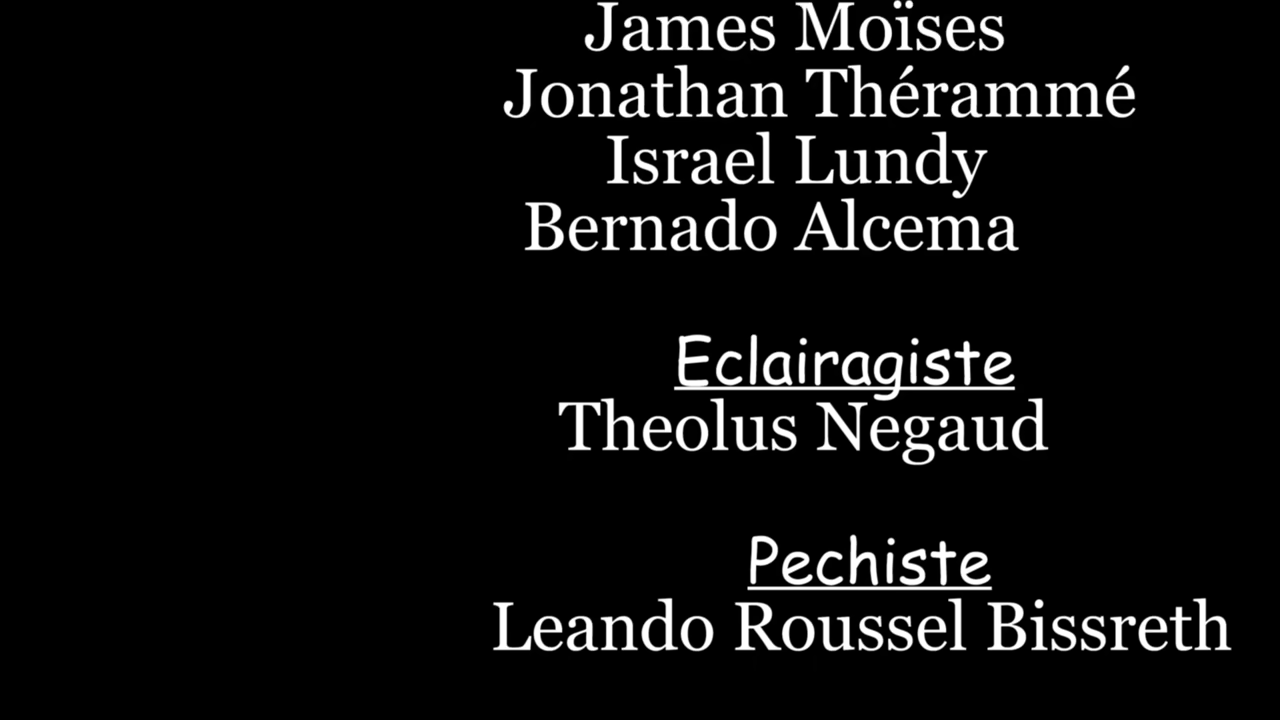 James Moïses
Jonathan Thérammé
Israel Lundy
Bernado Alcema
Eclairagiste
Theolus Negaud
Pechiste
Leando Roussel Bissreth